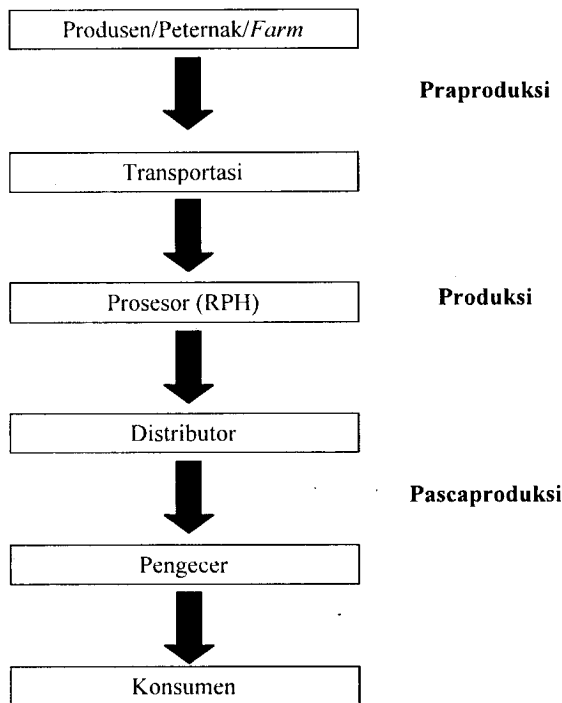 Produsen/Peternak/Farm
Praproduksi
Transportasi
Prosesor (RPH)
Produksi
Distributor
Pascaproduksi
Pengecer
Konsumen